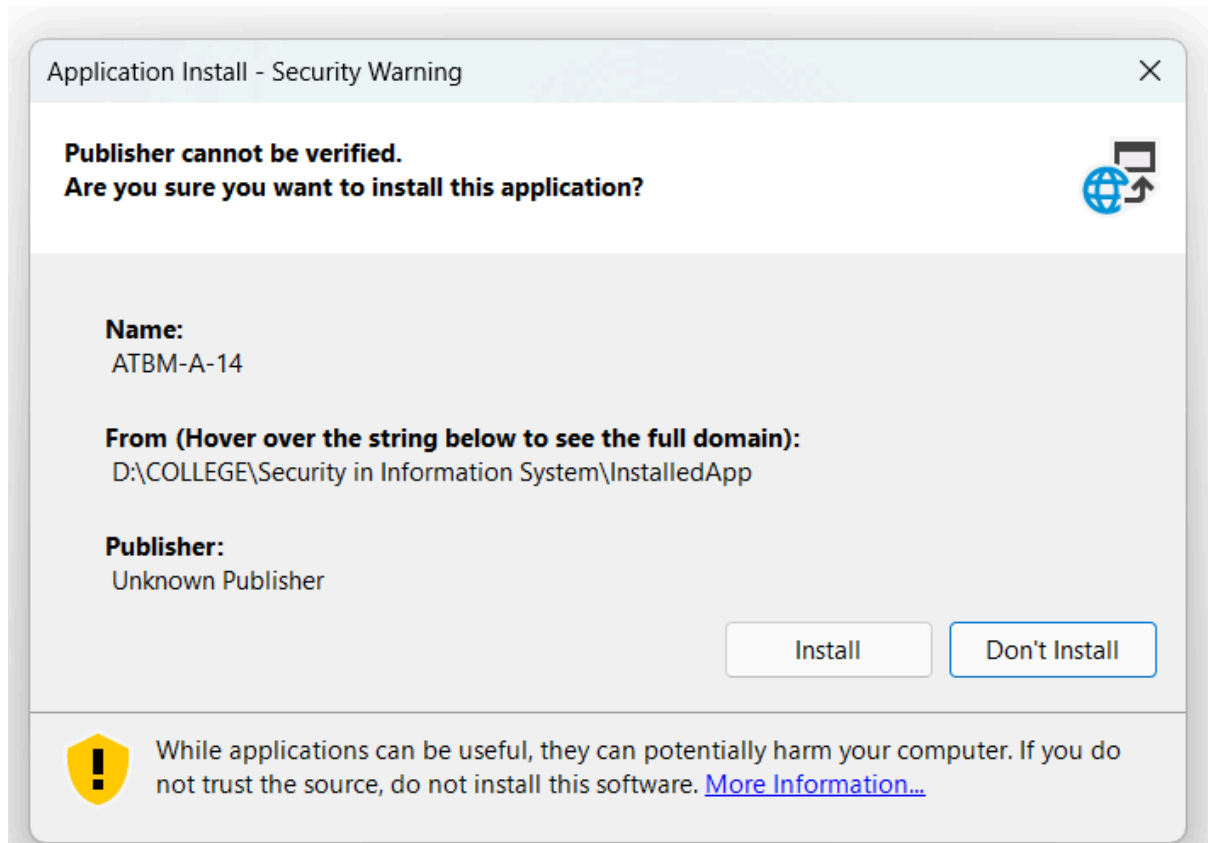 Application Install - Security Warning
Publisher cannot be verified.
Are you sure you want to install this application?
Name:
ATBM-A-14
From (Hover over the string below to see the full domain):
D:\COLLEGE\Security in Information System\InstalledApp
Publisher:
Unknown Publisher
Install
Don't Install
While applications can be useful, they can potentially harm your computer. If you do
not trust the source, do not install this software. More Information...